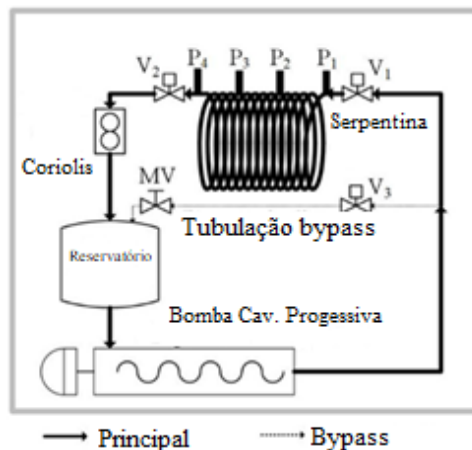 V2 P4 P3 P2 P1 V1
Serpentina
Coriolis
MV V3
Tubulação bypass
Reservatório
Bomba Cav. Progessiva
Principal Bypass